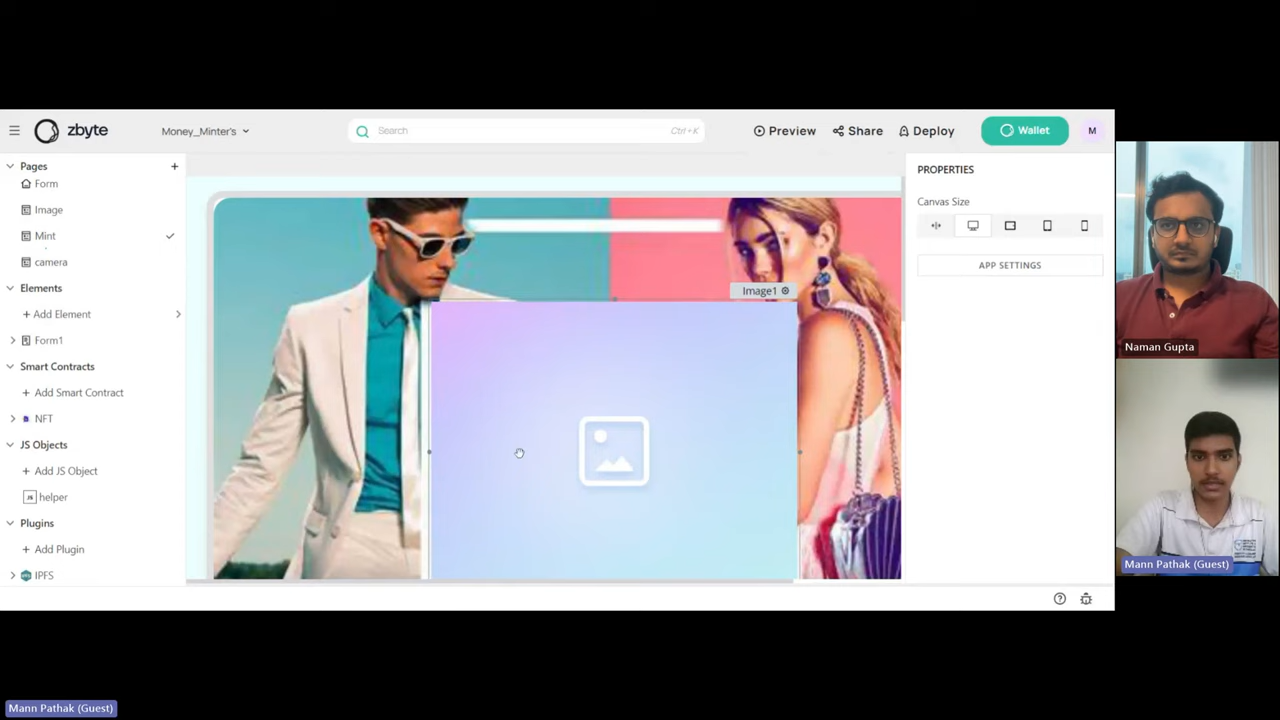 zbyte
Money_Minter's
Search
Ctrl+K
Preview
Share
Deploy
Wallet
M
Pages
+
Form
Image
Mint
camera
Elements
+ Add Element
Form1
Smart Contracts
+ Add Smart Contract
NFT
JS Objects
+ Add JS Object
JS helper
Plugins
+ Add Plugin
IPFS
Image1
PROPERTIES
Canvas Size
APP SETTINGS
Naman Gupta
Mann Pathak (Guest)
Mann Pathak (Guest)